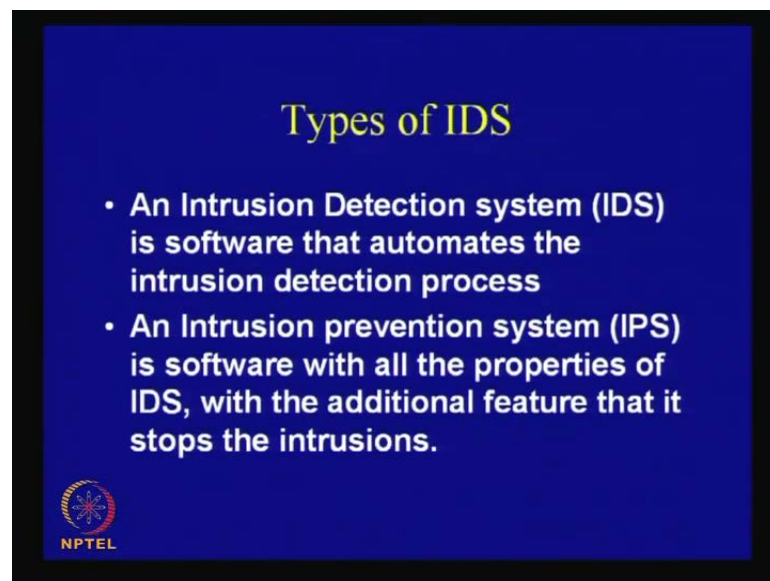 Types of IDS
• An Intrusion Detection system (IDS)
is software that automates the
intrusion detection process
• An Intrusion prevention system (IPS)
is software with all the properties of
IDS, with the additional feature that it
stops the intrusions.
NPTEL